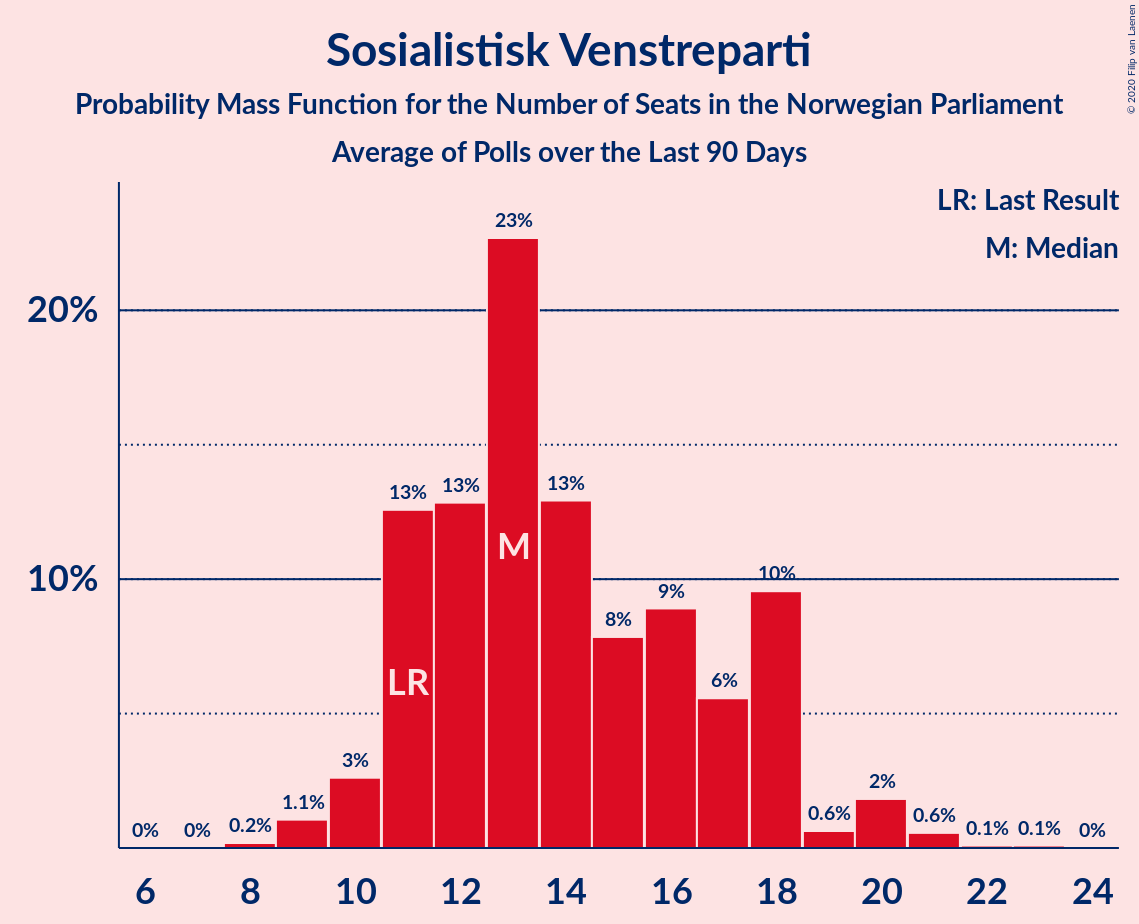 Sosialistisk Venstreparti
Probability Mass Function for the Number of Seats in the Norwegian Parliament
Average of Polls over the Last 90 Days
© 2020 Filip van Laenen
LR: Last Result
M: Median
20%
10%
0% 0% 0.2% 1.1% 3% 13% 13% 23% 13% 8% 9% 6% 10% 0.6% 2% 0.6% 0.1% 0.1% 0%
LR M
6 8 10 12 14 16 18 20 22 24